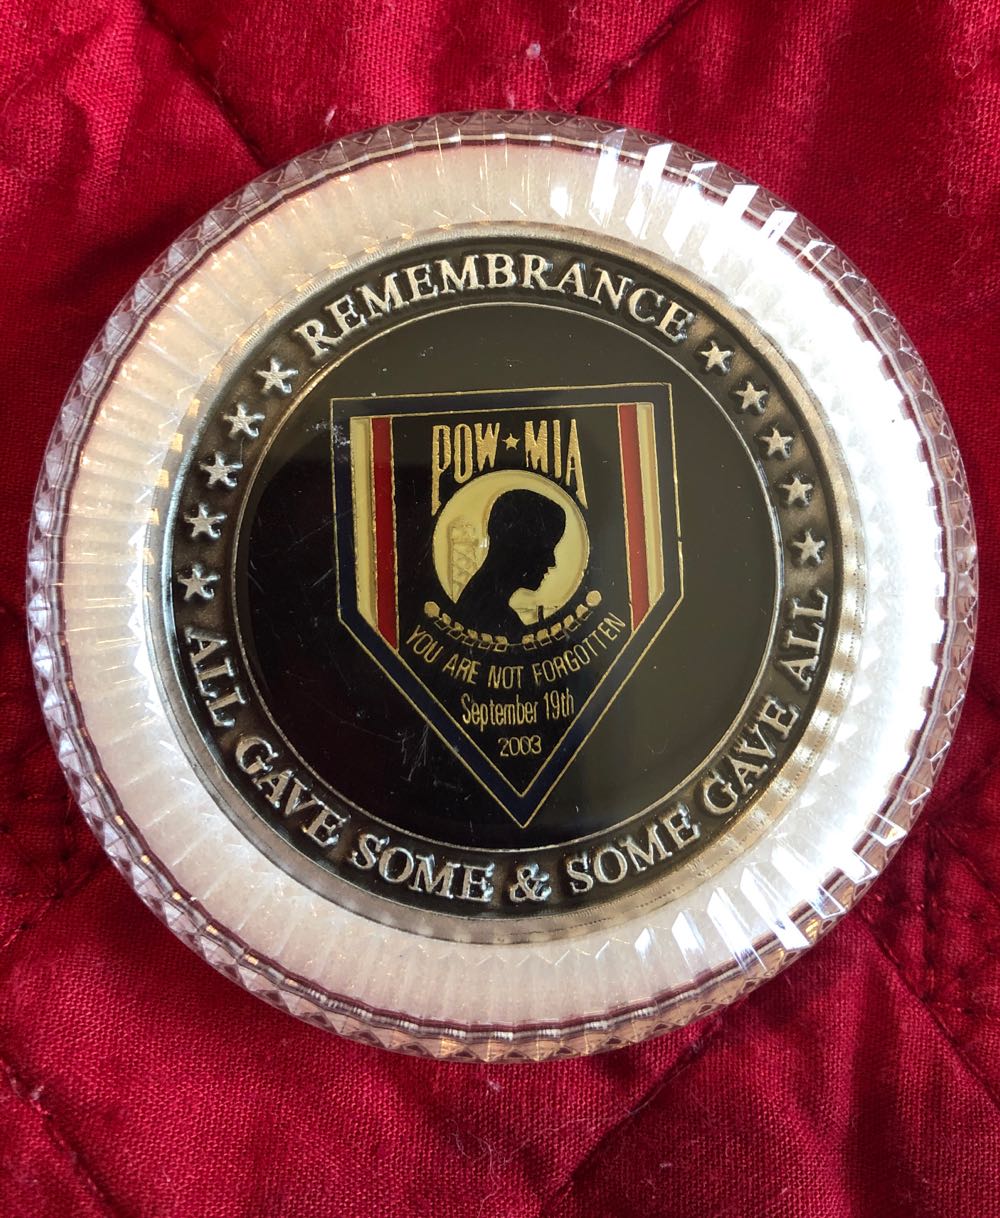 REMEMBRANCE
POW★MIA
YOU ARE NOT FORGOTTEN
September 19th
2003
ALL GAVE SOME & SOME GAVE ALL